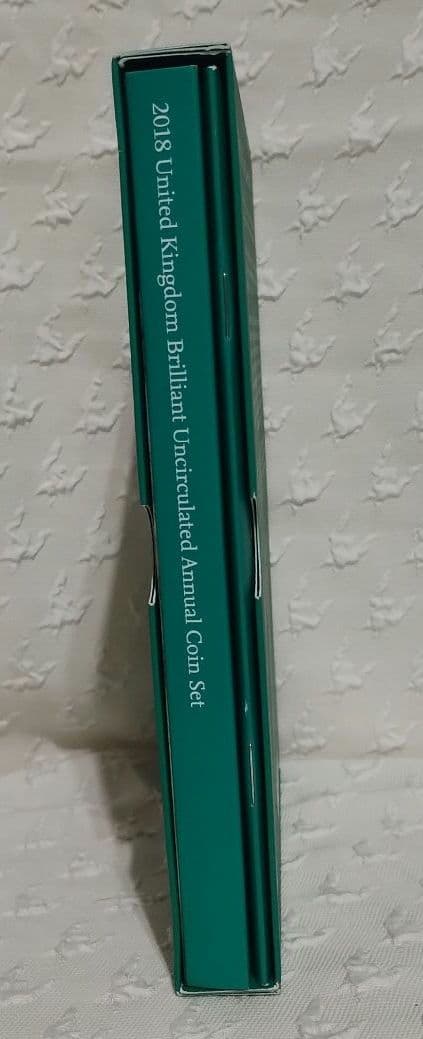 2018 United Kingdom Brilliant Uncirculated Annual Coin Set